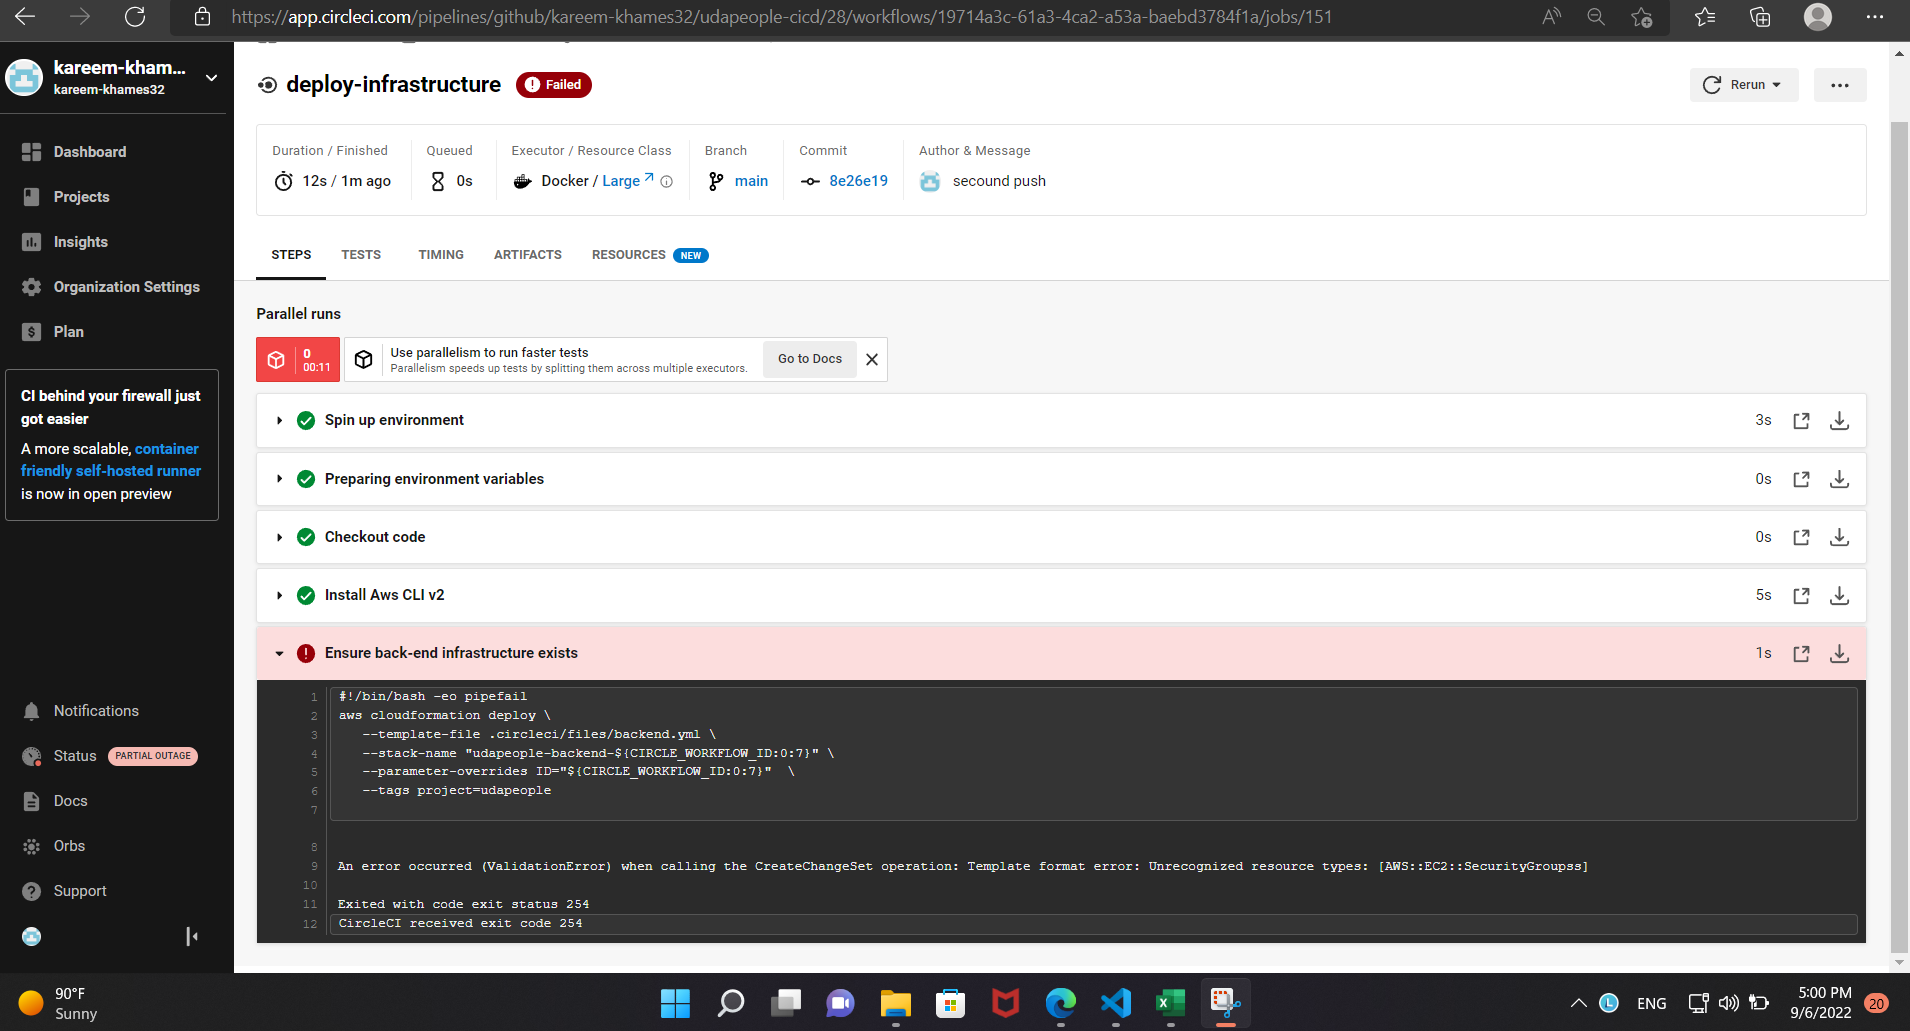 https://app.circleci.com/pipelines/github/kareem-khames32/udapeople-cicd/28/workflows/19714a3c-61a3-4ca2-a53a-baebd3784f1a/jobs/151
kareem-kham...
kareem-khames32
Dashboard
Projects
Insights
Organization Settings
Plan
CI behind your firewall just
got easier
A more scalable, container
friendly self-hosted runner
is now in open preview
Notifications
Status PARTIAL OUTAGE
Docs
Orbs
Support
deploy-infrastructure Failed
Rerun
Duration / Finished Queued Executor / Resource Class Branch Commit Author & Message
12s / 1m ago 0s Docker / Large main 8e26e19 secound push
STEPS TESTS TIMING ARTIFACTS RESOURCES NEW
Parallel runs
0
00:11
Use parallelism to run faster tests
Parallelism speeds up tests by splitting them across multiple executors.
Go to Docs
Spin up environment 3s
Preparing environment variables 0s
Checkout code 0s
Install Aws CLI v2 5s
Ensure back-end infrastructure exists 1s
1 #!/bin/bash -eo pipefail
2 aws cloudformation deploy \
3 --template-file .circleci/files/backend.yml \
4 --stack-name "udapeople-backend-${CIRCLE_WORKFLOW_ID:0:7}" \
5 --parameter-overrides ID="${CIRCLE_WORKFLOW_ID:0:7}" \
6 --tags project=udapeople
7
8
9 An error occurred (ValidationError) when calling the CreateChangeSet operation: Template format error: Unrecognized resource types: [AWS::EC2::SecurityGroupss]
10
11 Exited with code exit status 254
12 CircleCI received exit code 254
90°F
Sunny
ENG
5:00 PM
9/6/2022
20